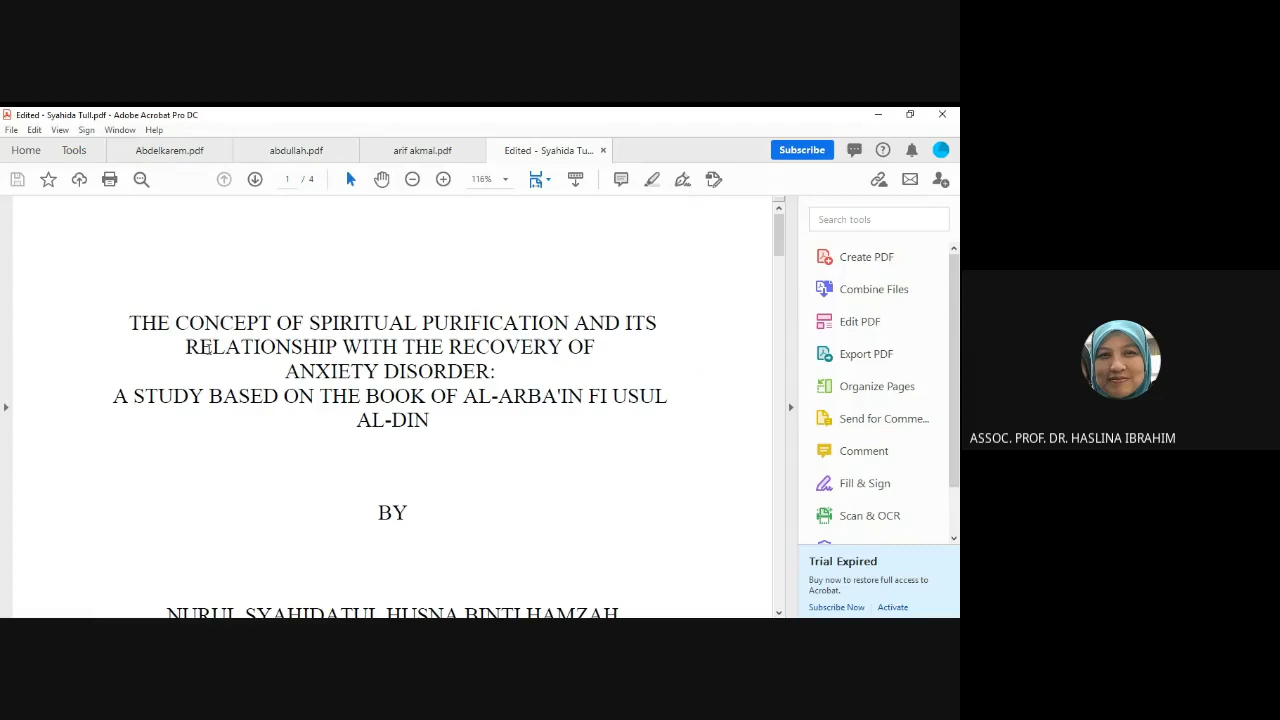 Edited - Syahida Tull.pdf - Adobe Acrobat Pro DC
File Edit View Sign Window Help
Home Tools Abdelkarem.pdf abdullah.pdf arif akmal.pdf Edited - Syahida Tu... Subscribe
1 / 4 116%
Search tools
Create PDF
Combine Files
Edit PDF
Export PDF
Organize Pages
Send for Comme...
Comment
Fill & Sign
Scan & OCR
Trial Expired
Buy now to restore full access to
Acrobat.
Subscribe Now Activate
THE CONCEPT OF SPIRITUAL PURIFICATION AND ITS
RELATIONSHIP WITH THE RECOVERY OF
ANXIETY DISORDER:
A STUDY BASED ON THE BOOK OF AL-ARBA'IN FI USUL
AL-DIN
BY
NURUL SYAHIDATUL HUSNA BINTI HAMZAH
ASSOC. PROF. DR. HASLINA IBRAHIM